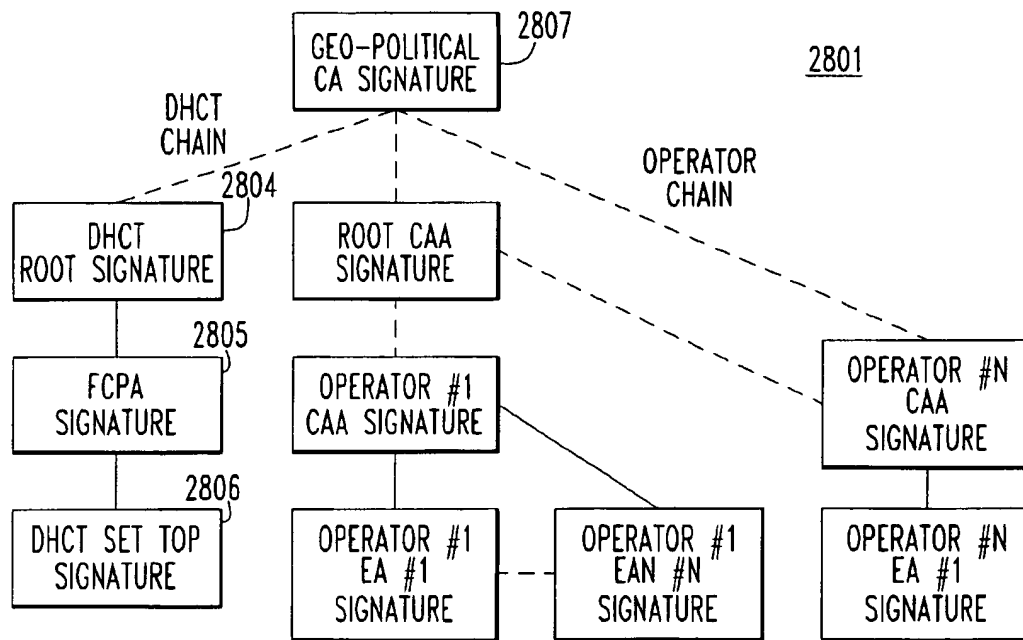 2807
GEO-POLITICAL
CA SIGNATURE
2801
DHCT
CHAIN
OPERATOR
CHAIN
2804
DHCT
ROOT SIGNATURE
ROOT CAA
SIGNATURE
2805
FCPA
SIGNATURE
OPERATOR #1
CAA SIGNATURE
OPERATOR #N
CAA
SIGNATURE
2806
DHCT SET TOP
SIGNATURE
OPERATOR #1
EA #1
SIGNATURE
OPERATOR #1
EAN #N
SIGNATURE
OPERATOR #N
EA #1
SIGNATURE